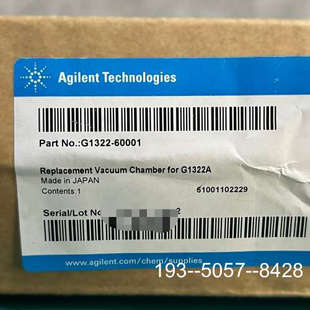 Agilent Technologies
Part No.:G1322-60001
Replacement Vacuum Chamber for G1322A
Made in JAPAN
Contents:1 51001102229
Serial/Lot No
www.agilent.com/chem/supplies
193--5057--8428